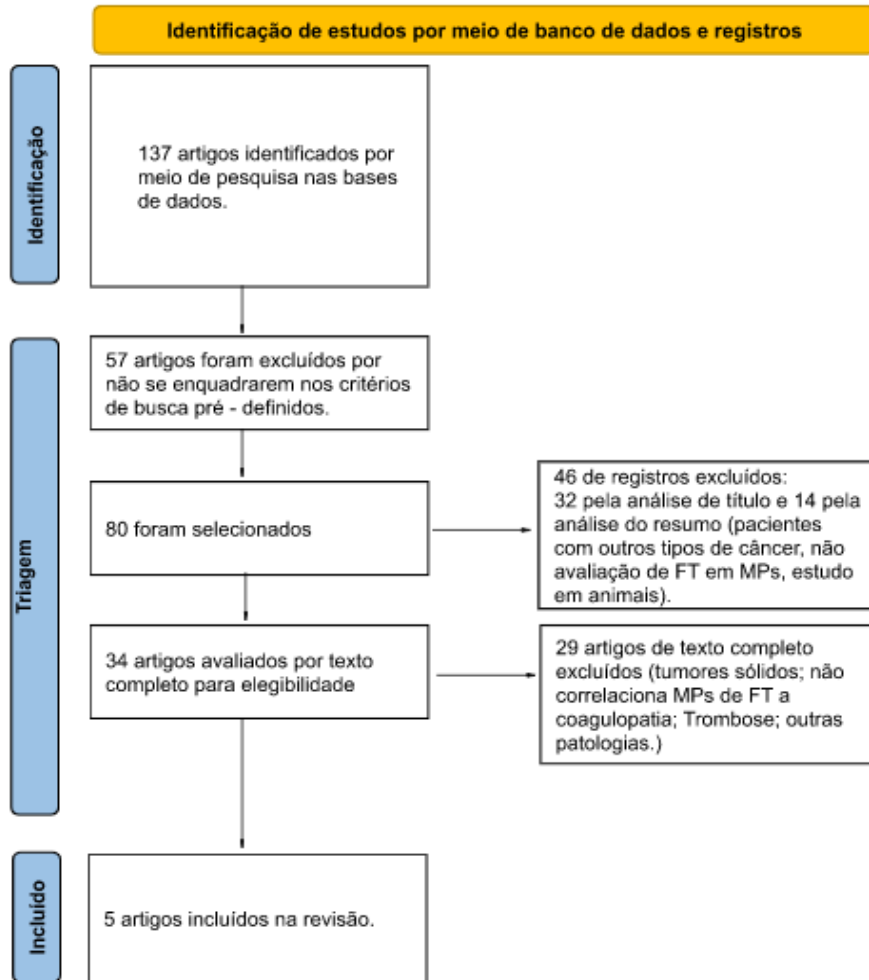 Identificação de estudos por meio de banco de dados e registros
Identificação
137 artigos identificados por
meio de pesquisa nas bases
de dados.
Triagem
57 artigos foram excluídos por
não se enquadrarem nos critérios
de busca pré - definidos.
80 foram selecionados
46 de registros excluídos:
32 pela análise de título e 14 pela
análise do resumo (pacientes
com outros tipos de câncer, não
avaliação de FT em MPs, estudo
em animais).
34 artigos avaliados por texto
completo para elegibilidade
29 artigos de texto completo
excluídos (tumores sólidos; não
correlaciona MPs de FT a
coagulopatia; Trombose; outras
patologias.)
Incluído
5 artigos incluídos na revisão.